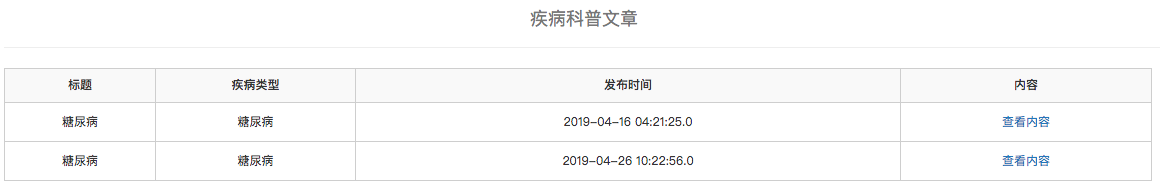 疾病科普文章
标题 疾病类型 发布时间 内容
糖尿病 糖尿病 2019-04-16 04:21:25.0 查看内容
糖尿病 糖尿病 2019-04-26 10:22:56.0 查看内容